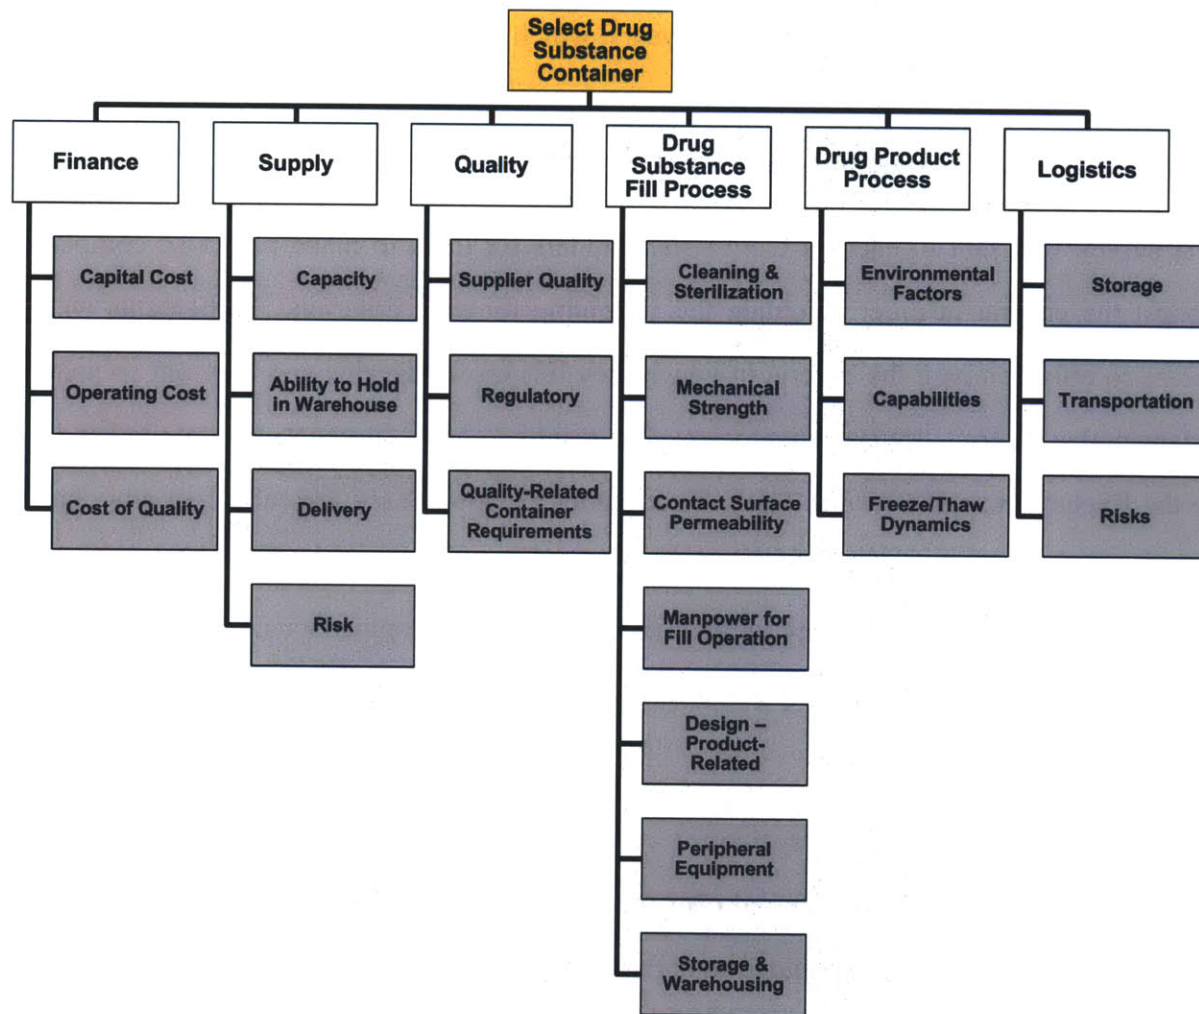 Select Drug
Substance
Container
Finance
Supply
Quality
Drug
Substance
Fill Process
Drug Product
Process
Logistics
Capital Cost
Capacity
Supplier Quality
Cleaning &
Sterilization
Environmental
Factors
Storage
Operating Cost
Ability to Hold
in Warehouse
Regulatory
Mechanical
Strength
Capabilities
Transportation
Cost of Quality
Delivery
Quality-Related
Container
Requirements
Contact Surface
Permeability
Freeze/Thaw
Dynamics
Risks
Risk
Manpower for
Fill Operation
Design –
Product-
Related
Peripheral
Equipment
Storage &
Warehousing